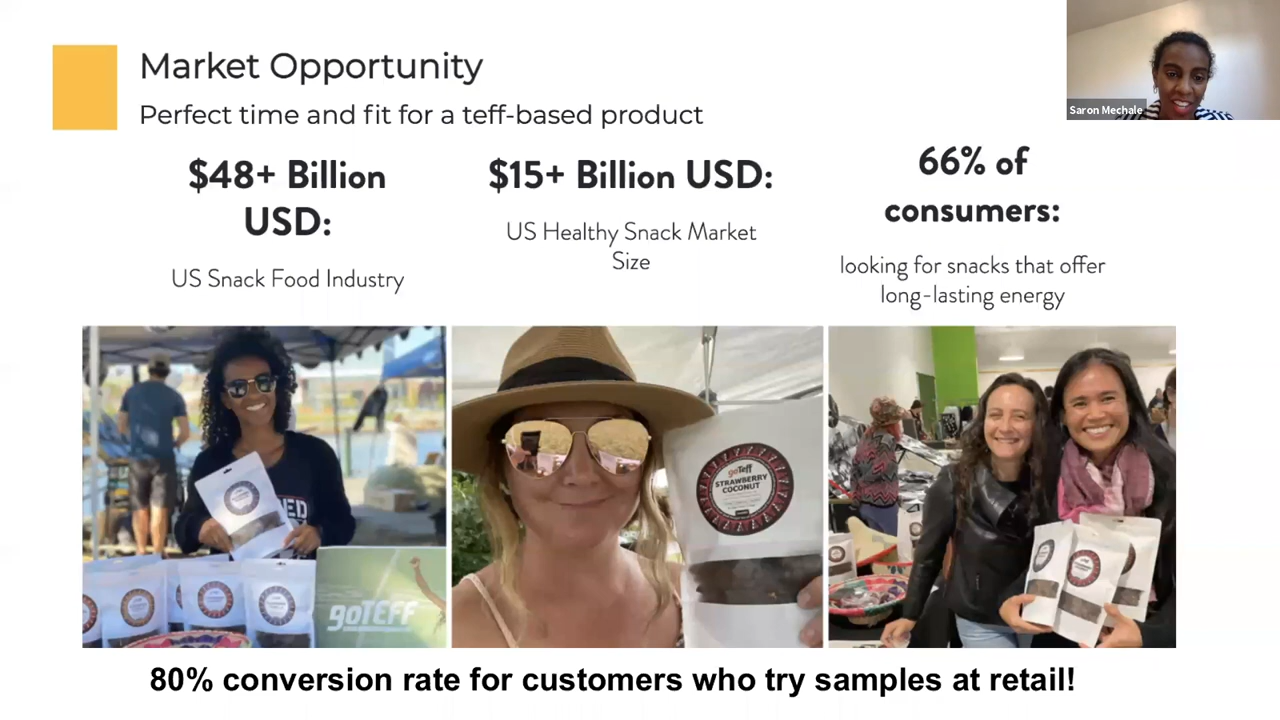 Market Opportunity
Perfect time and fit for a teff-based product
Saron Mechale
$48+ Billion
USD:
US Snack Food Industry
$15+ Billion USD:
US Healthy Snack Market
Size
66% of
consumers:
looking for snacks that offer
long-lasting energy
goTEFF
goTeff
STRAWBERRY
COCONUT
80% conversion rate for customers who try samples at retail!